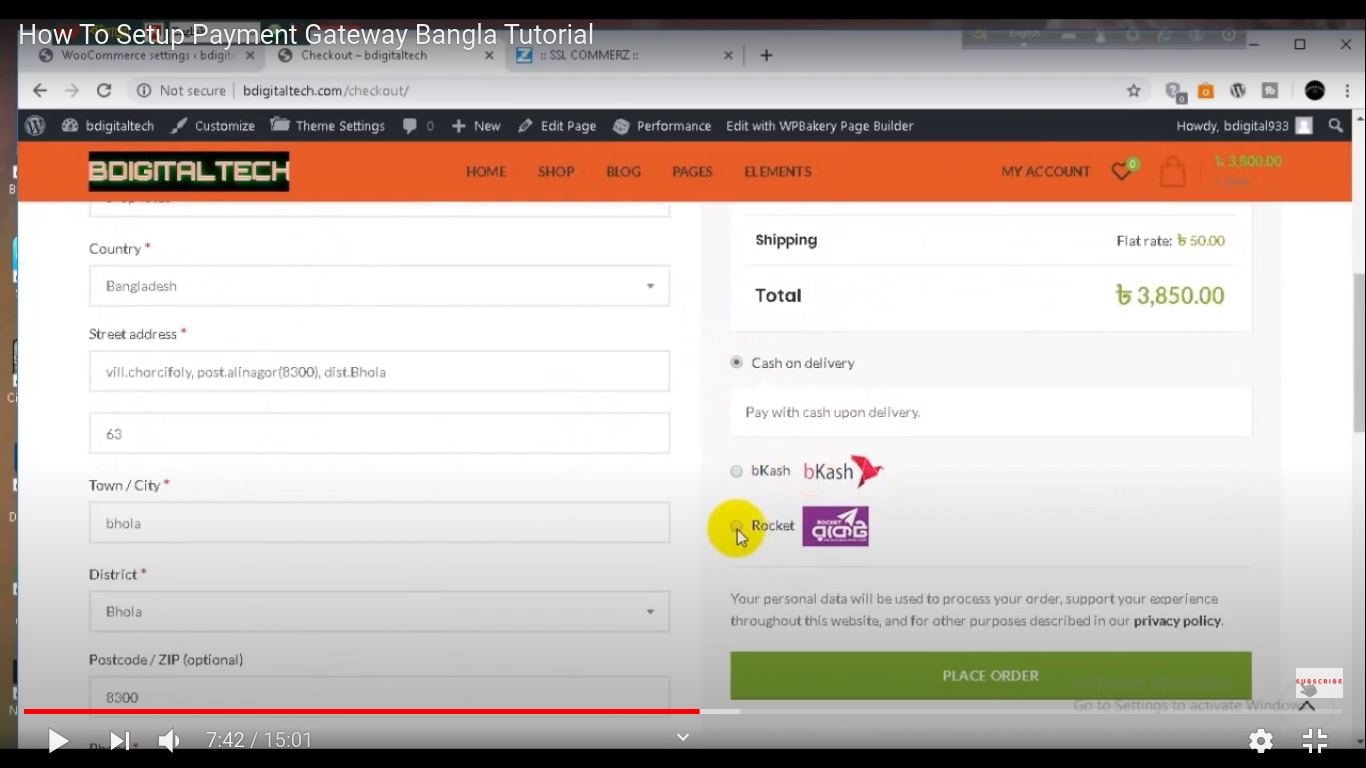 How To Setup Payment Gateway Bangla Tutorial
WooCommerce settings ‹ bdigit
Checkout – bdigitaltech
:: SSL COMMERZ ::
English
Not secure | bdigitaltech.com/checkout/
bdigitaltech
Customize
Theme Settings
0
New
Edit Page
Performance
Edit with WPBakery Page Builder
Howdy, bdigital933
BDIGITALTECH
HOME
SHOP
BLOG
PAGES
ELEMENTS
MY ACCOUNT
0
৳ 3,800.00
Country *
Bangladesh
Street address *
vill.chorcifoly, post.alinagor(8300), dist.Bhola
63
Town / City *
bhola
District *
Bhola
Postcode / ZIP (optional)
8300
Shipping
Flat rate: ৳ 50.00
Total
৳ 3,850.00
Cash on delivery
Pay with cash upon delivery.
bKash
bKash
Rocket
ROCKET
রকেট
Your personal data will be used to process your order, support your experience
throughout this website, and for other purposes described in our privacy policy.
PLACE ORDER
Activate Windows
Go to Settings to activate Windows.
SUBSCRIBE
7:42 / 15:01